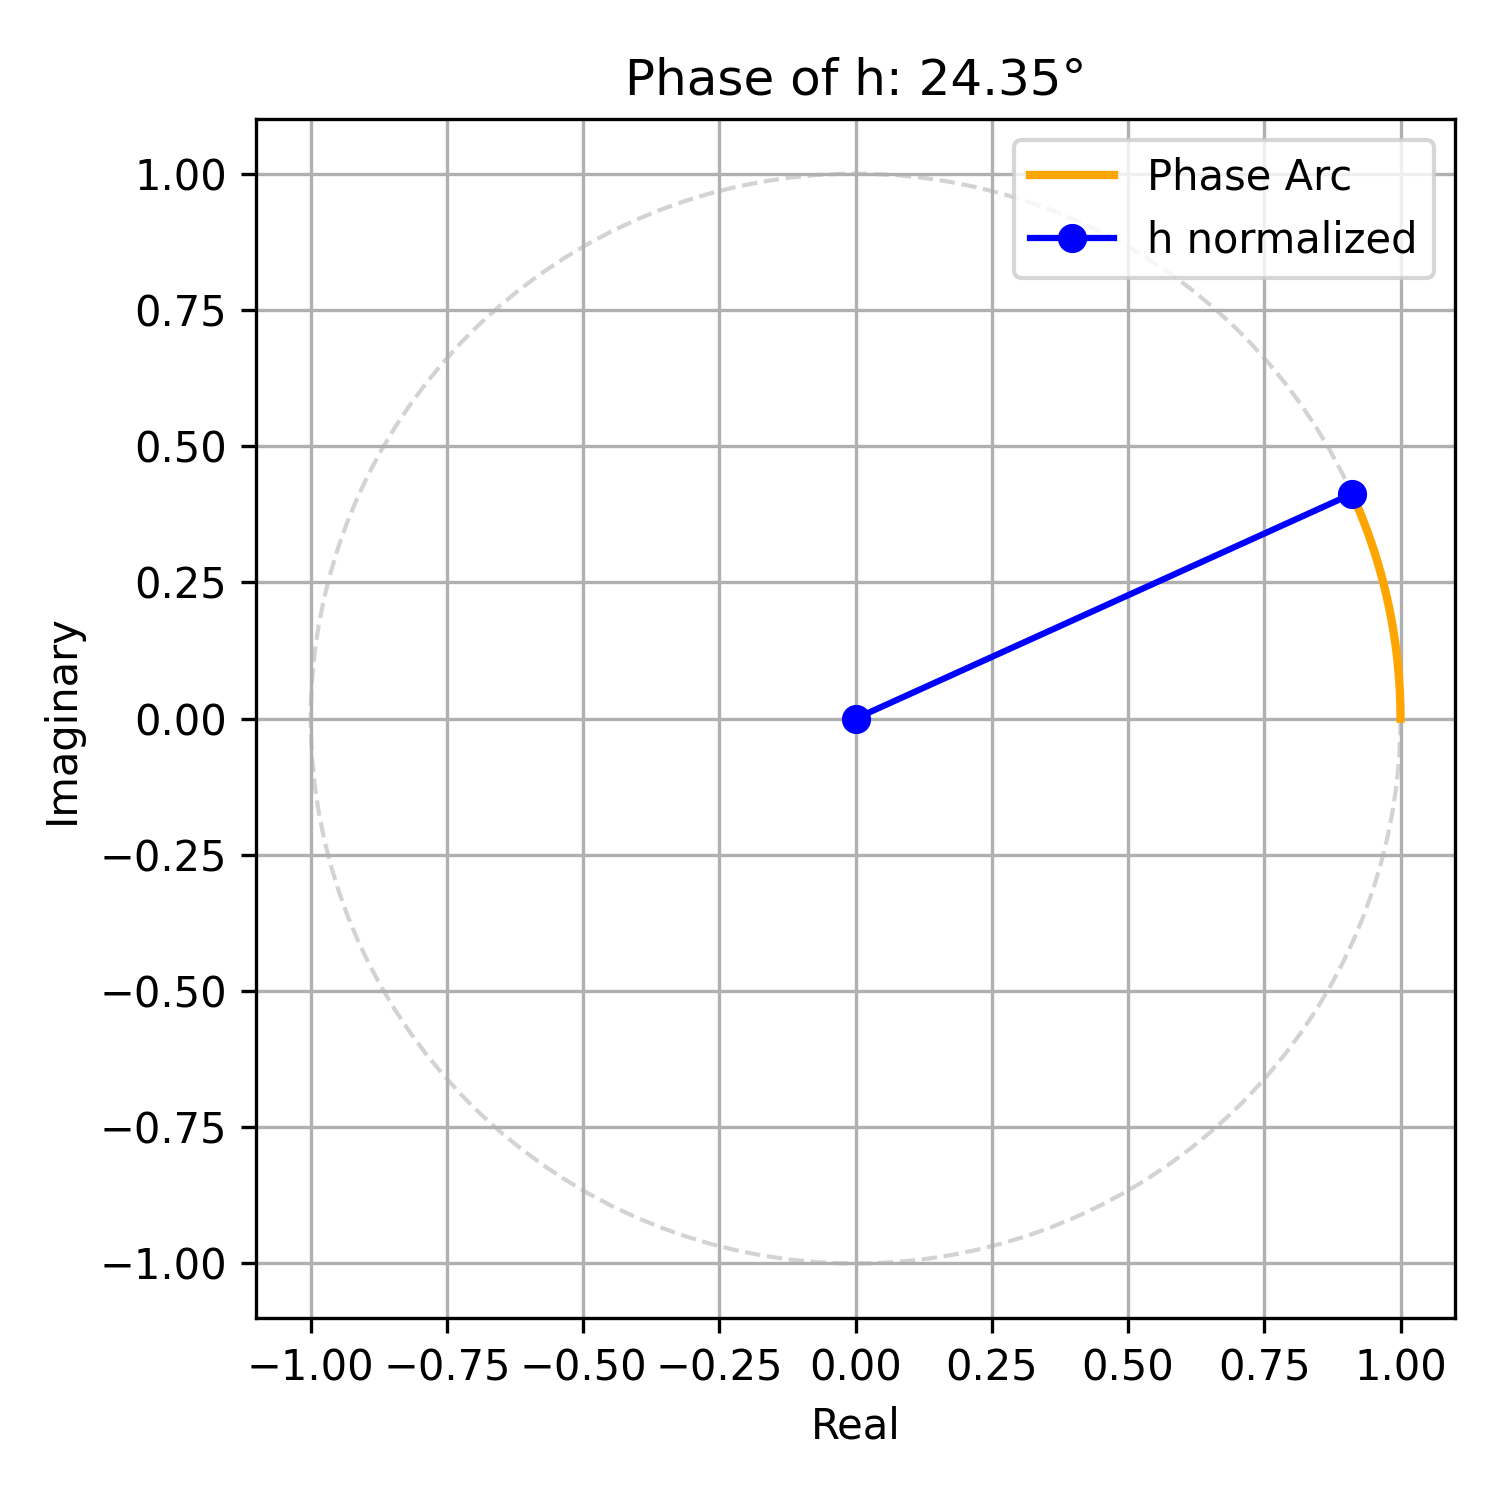 Phase of h: 24.35°
Phase Arc
h normalized
1.00
0.75
0.50
0.25
0.00
−0.25
−0.50
−0.75
−1.00
Imaginary
−1.00 −0.75 −0.50 −0.25 0.00 0.25 0.50 0.75 1.00
Real